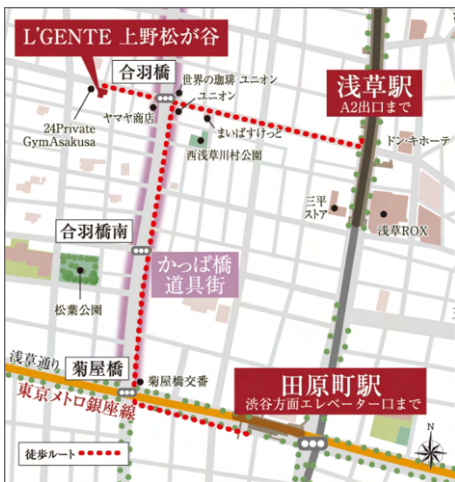 L'GENTE 上野松が谷
合羽橋
世界の珈琲 ユニオン
ユニオン
浅草駅
A2出口まで
24Private
GymAsakusa
ヤマヤ商店
まいばすけっと
西浅草川村公園
ドン・キホーテ
三平
ストア
浅草ROX
合羽橋南
かっぱ橋
道具街
松葉公園
浅草通り
菊屋橋
菊屋橋交番
東京メトロ銀座線
田原町駅
渋谷方面エレベーター口まで
徒歩ルート
N